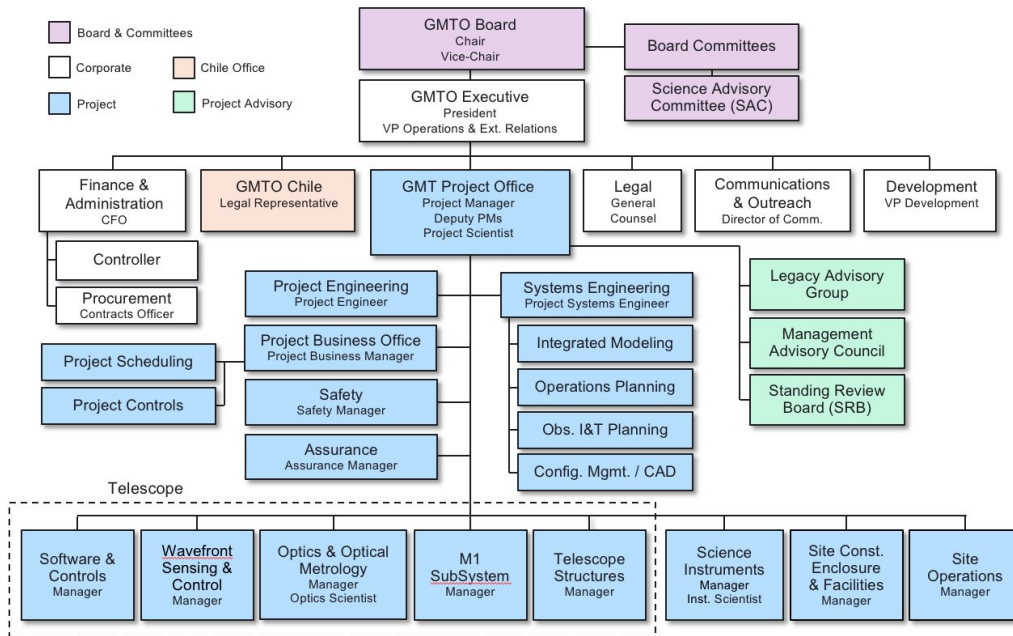 Board & Committees
Corporate
Chile Office
Project
Project Advisory
GMTO Board
Chair
Vice-Chair
Board Committees
Science Advisory
Committee (SAC)
GMTO Executive
President
VP Operations & Ext. Relations
Finance &
Administration
CFO
GMTO Chile
Legal Representative
GMT Project Office
Project Manager
Deputy PMs
Project Scientist
Legal
General
Counsel
Communications
& Outreach
Director of Comm.
Development
VP Development
Controller
Procurement
Contracts Officer
Project Engineering
Project Engineer
Systems Engineering
Project Systems Engineer
Legacy Advisory
Group
Project Business Office
Project Business Manager
Integrated Modeling
Management
Advisory Council
Project Scheduling
Project Controls
Safety
Safety Manager
Operations Planning
Standing Review
Board (SRB)
Obs. I&T Planning
Assurance
Assurance Manager
Config. Mgmt. / CAD
Telescope
Software &
Controls
Manager
Wavefront
Sensing &
Control
Manager
Optics & Optical
Metrology
Manager
Optics Scientist
M1
SubSystem
Manager
Telescope
Structures
Manager
Science
Instruments
Manager
Inst. Scientist
Site Const.
Enclosure
& Facilities
Manager
Site
Operations
Manager